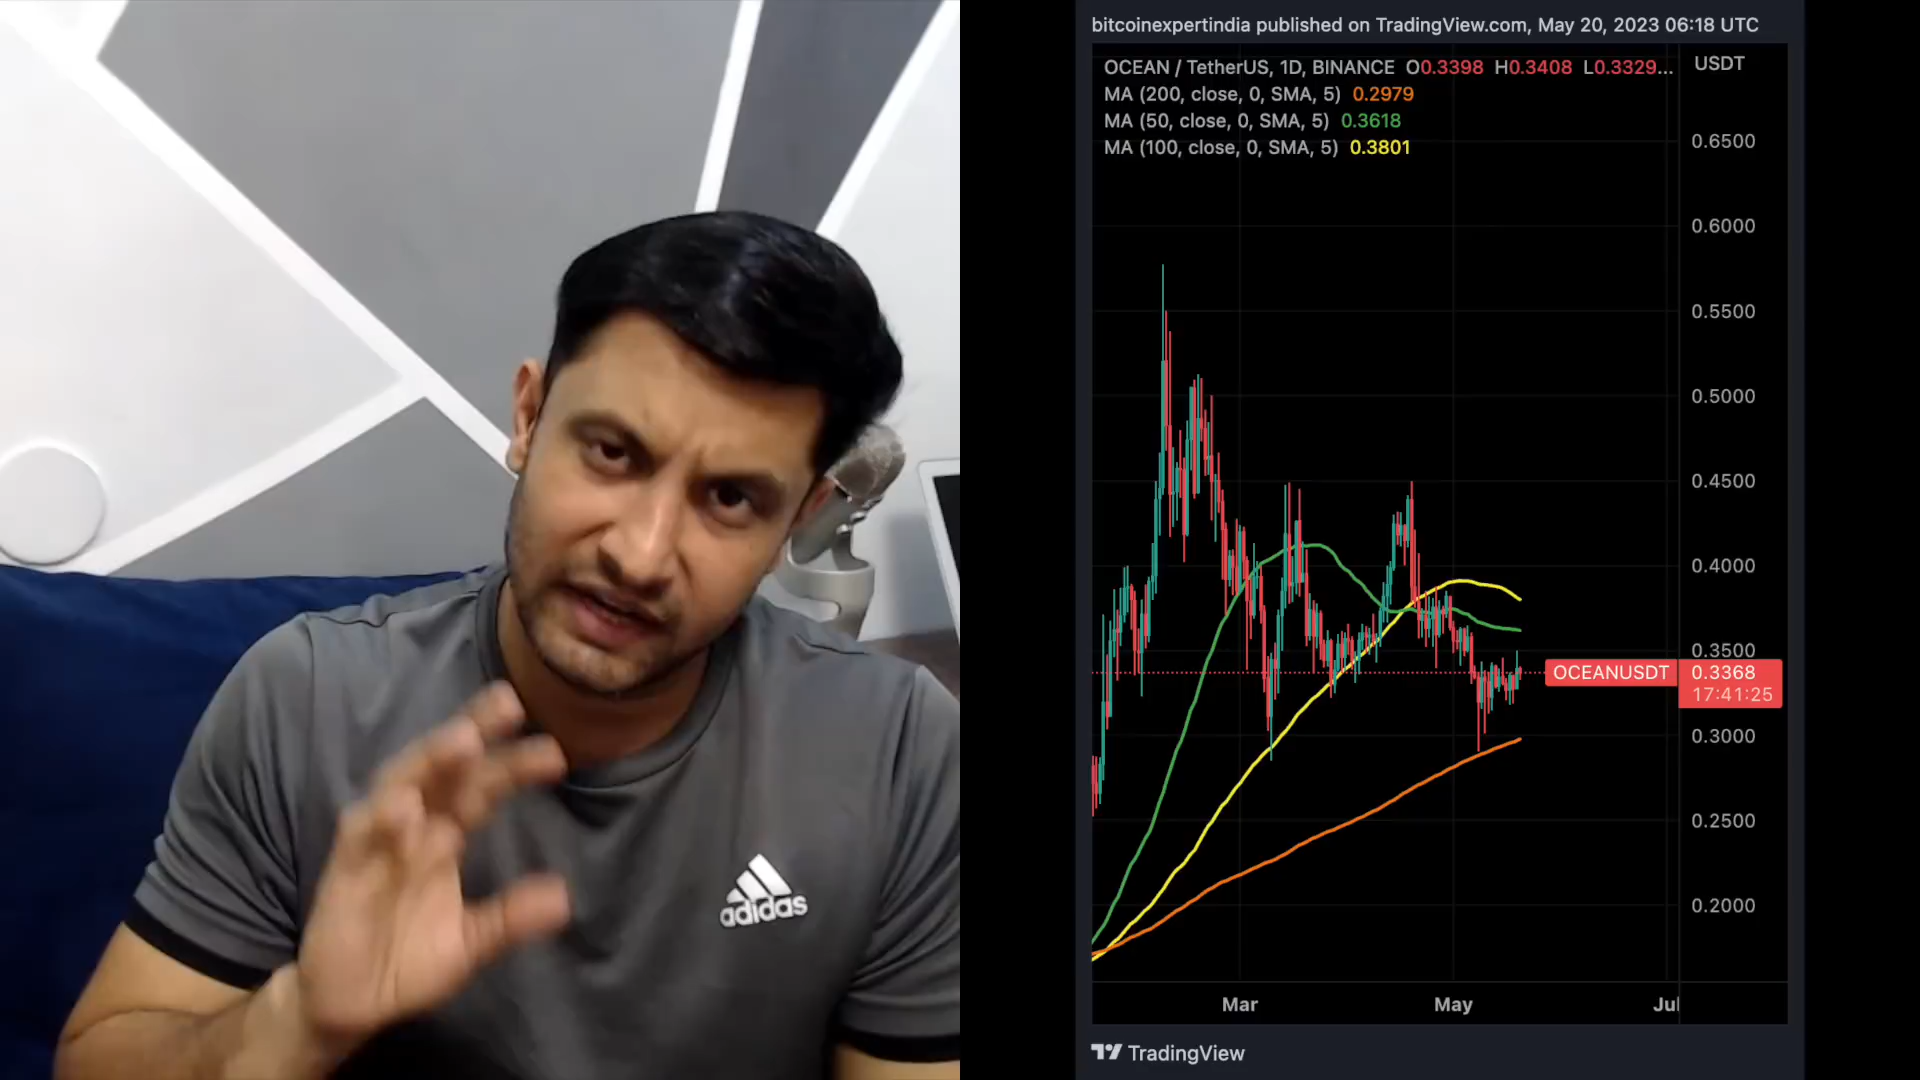 bitcoinexpertindia published on TradingView.com, May 20, 2023 06:18 UTC
OCEAN / TetherUS, 1D, BINANCE O0.3398 H0.3408 L0.3329...
MA (200, close, 0, SMA, 5) 0.2979
MA (50, close, 0, SMA, 5) 0.3618
MA (100, close, 0, SMA, 5) 0.3801
USDT
0.6500
0.6000
0.5500
0.5000
0.4500
0.4000
0.3500
OCEANUSDT 0.3368
17:41:25
0.3000
0.2500
0.2000
Mar May Jul
TradingView
adidas